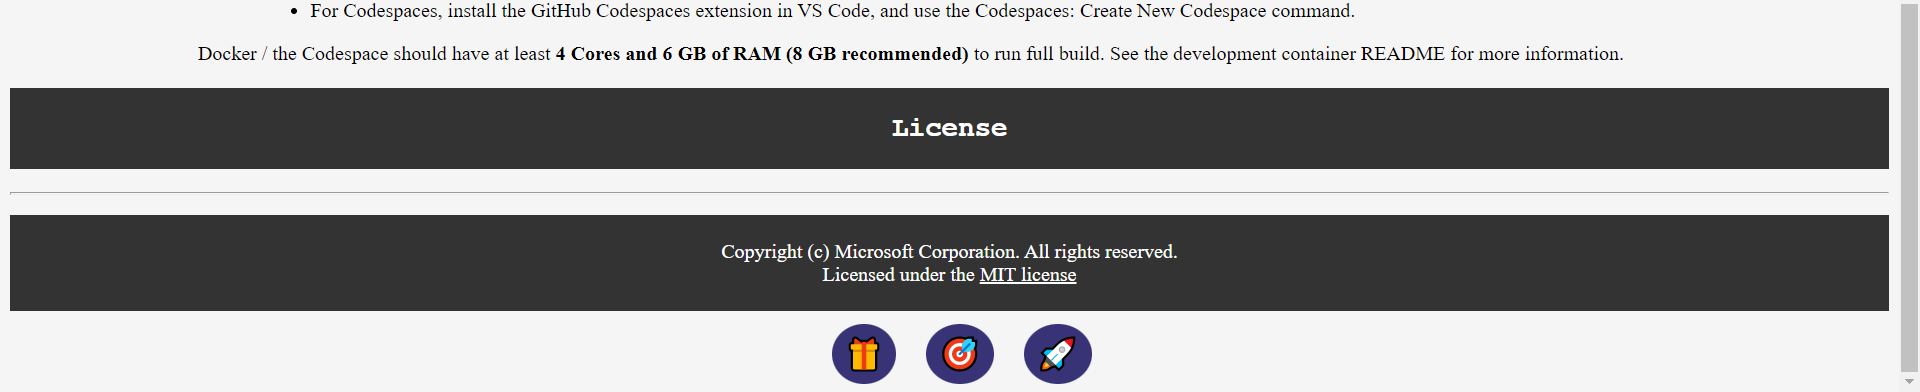 • For Codespaces, install the GitHub Codespaces extension in VS Code, and use the Codespaces: Create New Codespace command.
Docker / the Codespace should have at least 4 Cores and 6 GB of RAM (8 GB recommended) to run full build. See the development container README for more information.
License
Copyright (c) Microsoft Corporation. All rights reserved.
Licensed under the MIT license